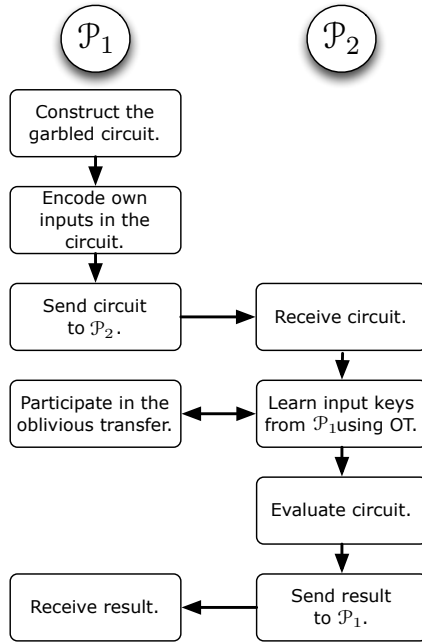 𝒫₁
𝒫₂
Construct the
garbled circuit.
Encode own
inputs in the
circuit.
Send circuit
to 𝒫₂.
Receive circuit.
Participate in the
oblivious transfer.
Learn input keys
from 𝒫₁using OT.
Evaluate circuit.
Receive result.
Send result
to 𝒫₁.